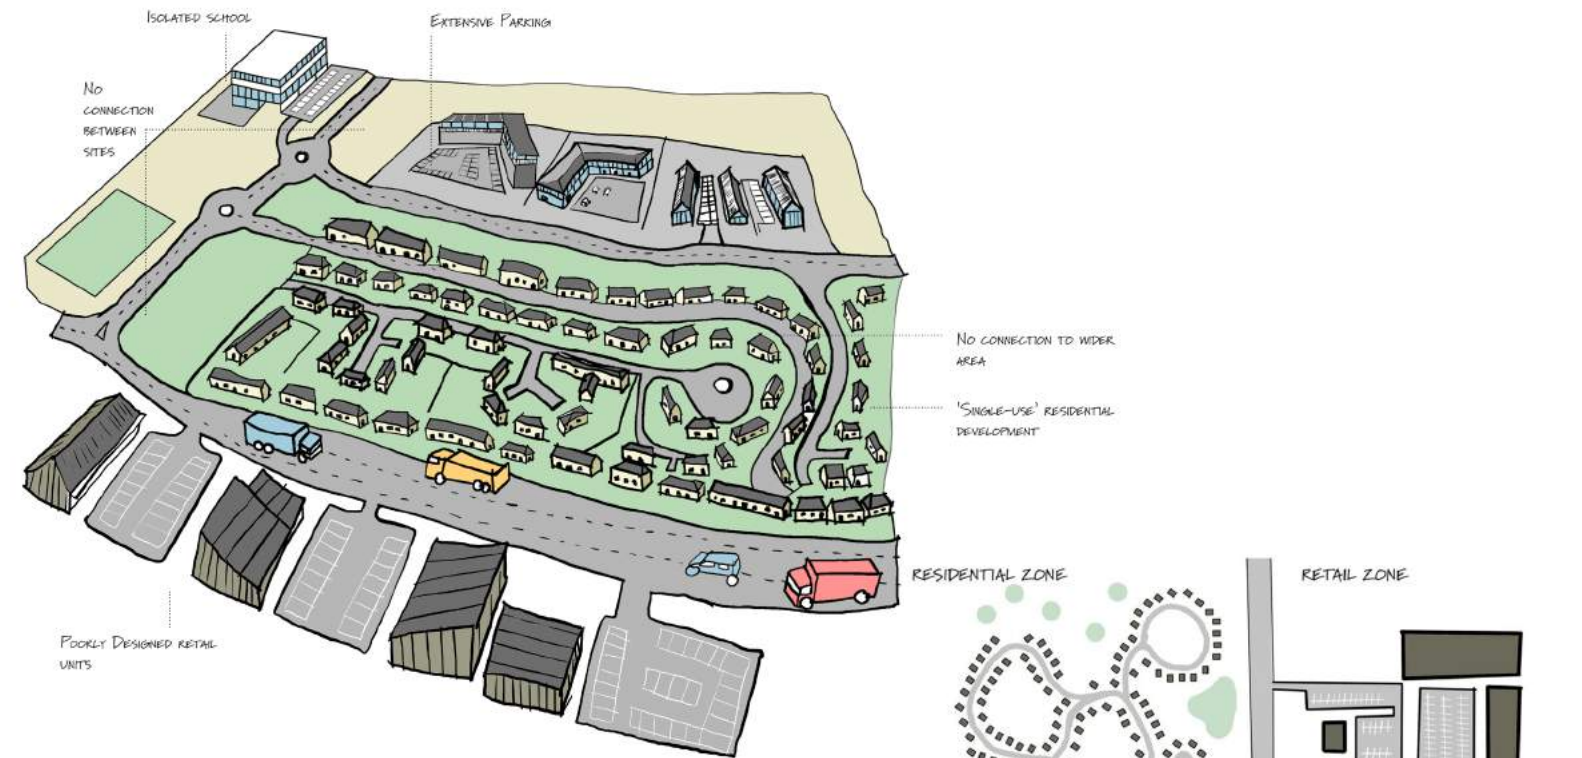 Isolated school
Extensive Parking
No
connection
between
sites
No connection to wider
area
'Single-use' residential
development
Poorly Designed retail
units
RESIDENTIAL ZONE
RETAIL ZONE